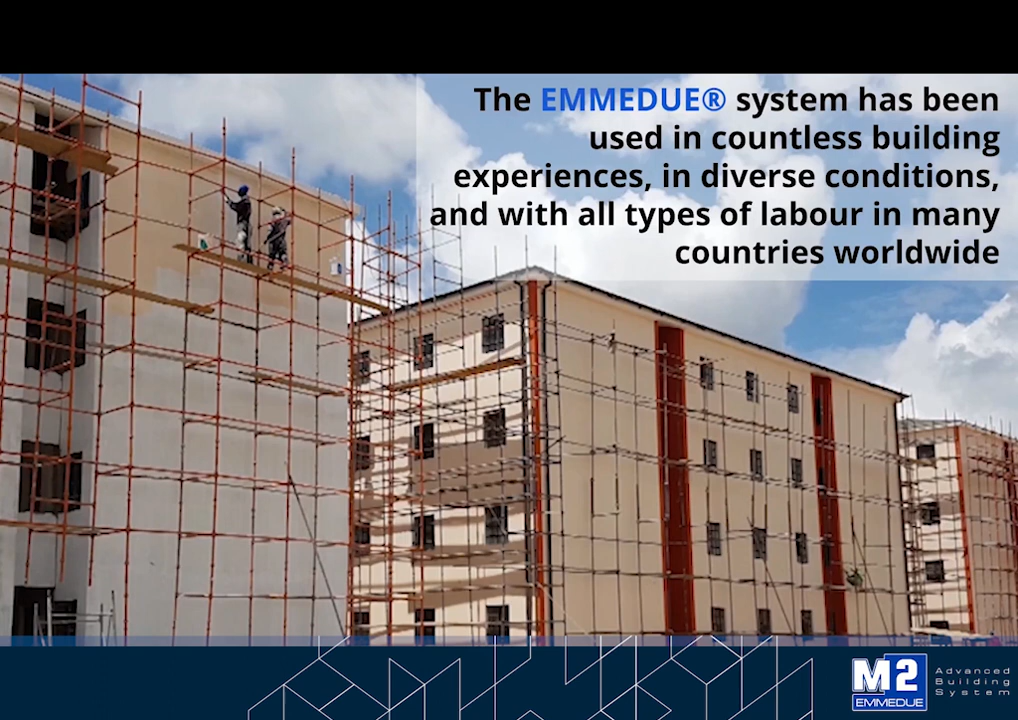 The EMMEDUE® system has been
used in countless building
experiences, in diverse conditions,
and with all types of labour in many
countries worldwide
M2
EMMEDUE
Advanced
Building
System